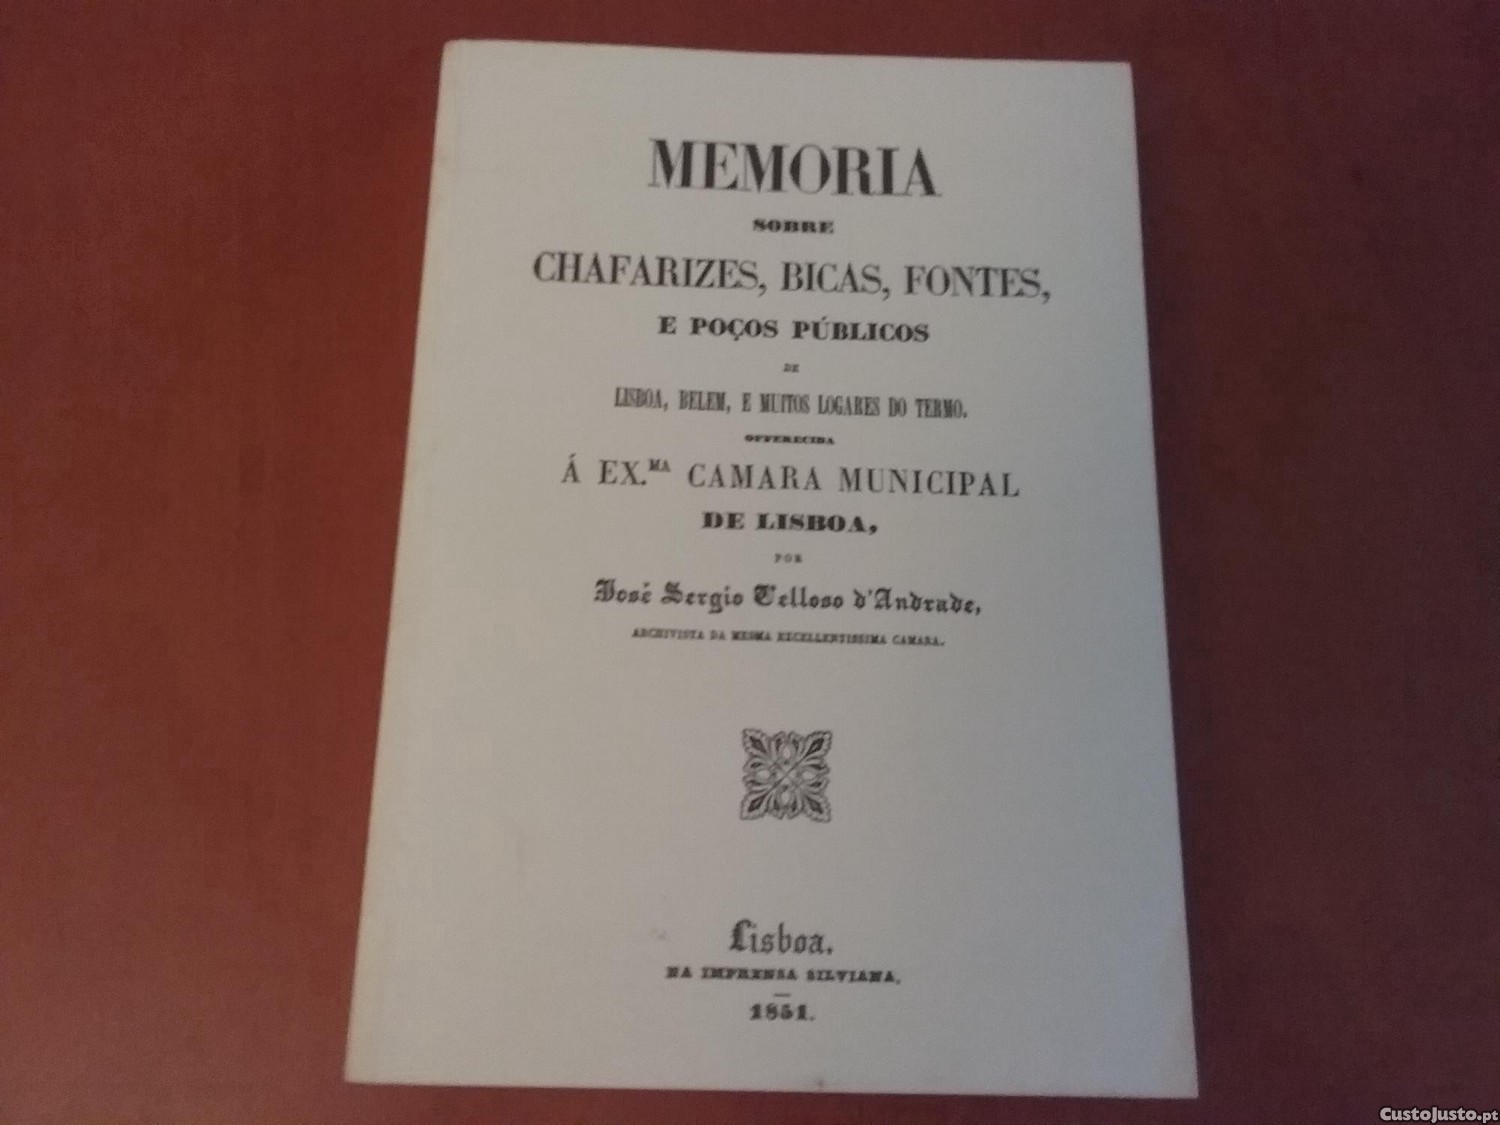 MEMORIA
SOBRE
CHAFARIZES, BICAS, FONTES,
E POÇOS PÚBLICOS
DE
LISBOA, BELEM, E MUITOS LOGARES DO TERMO.
OFFERECIDA
Á EX.MA CAMARA MUNICIPAL
DE LISBOA,
POR
José Sergio Velloso d'Andrade,
ARCHIVISTA DA MESMA EXCELLENTISSIMA CAMARA.
Lisboa.
NA IMPRENSA SILVIANA.
1851.
CustoJusto.pt